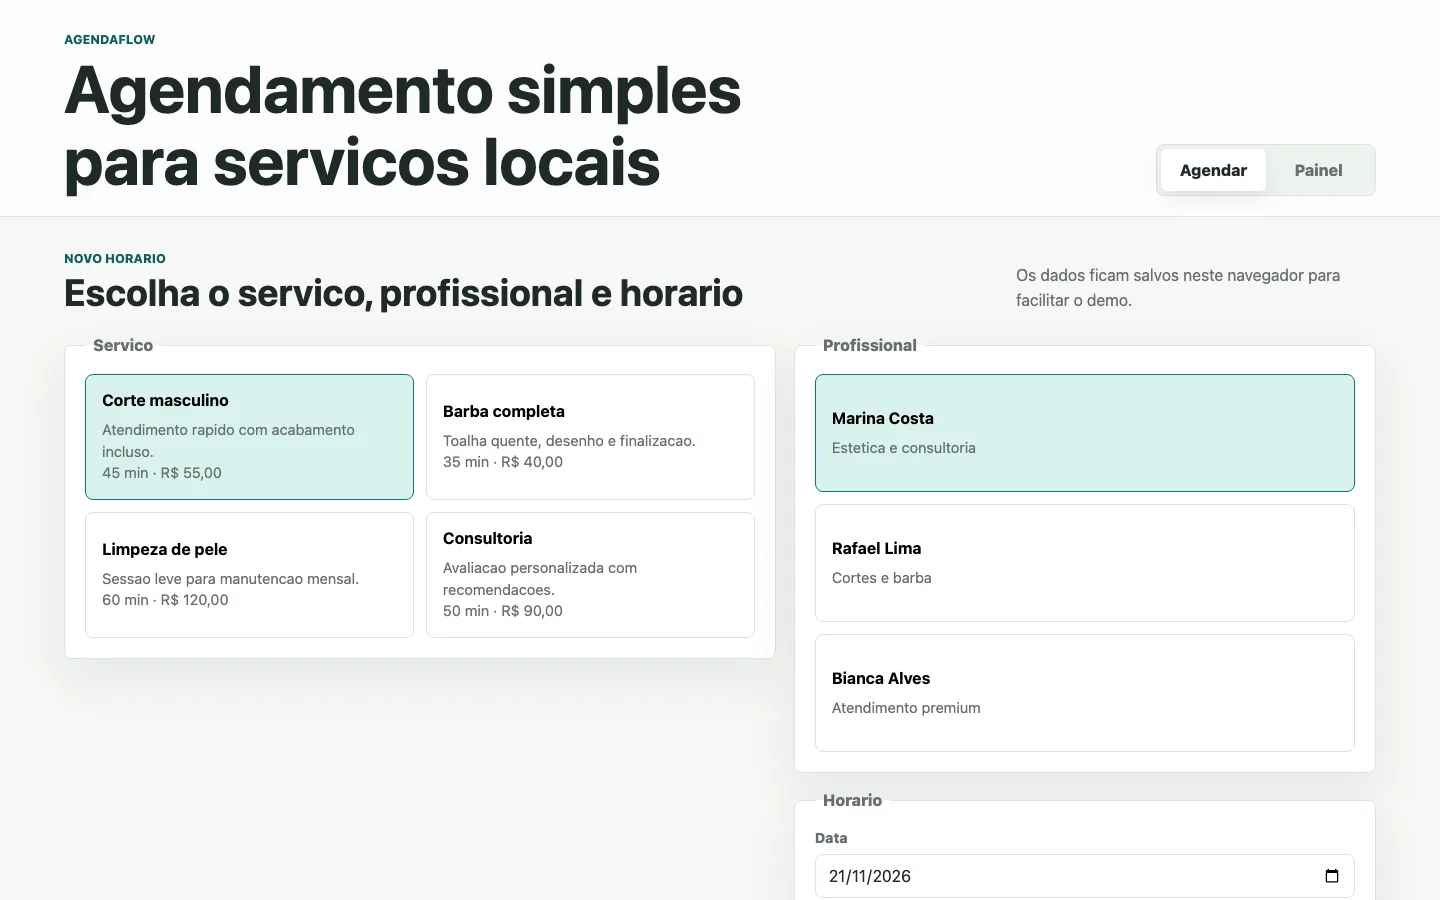 AGENDAFLOW
Agendamento simples
para servicos locais
Agendar
Painel
NOVO HORARIO
Escolha o servico, profissional e horario
Os dados ficam salvos neste navegador para
facilitar o demo.
Servico
Corte masculino
Atendimento rapido com acabamento
incluso.
45 min · R$ 55,00
Barba completa
Toalha quente, desenho e finalizacao.
35 min · R$ 40,00
Limpeza de pele
Sessao leve para manutencao mensal.
60 min · R$ 120,00
Consultoria
Avaliacao personalizada com
recomendacoes.
50 min · R$ 90,00
Profissional
Marina Costa
Estetica e consultoria
Rafael Lima
Cortes e barba
Bianca Alves
Atendimento premium
Horario
Data
21/11/2026